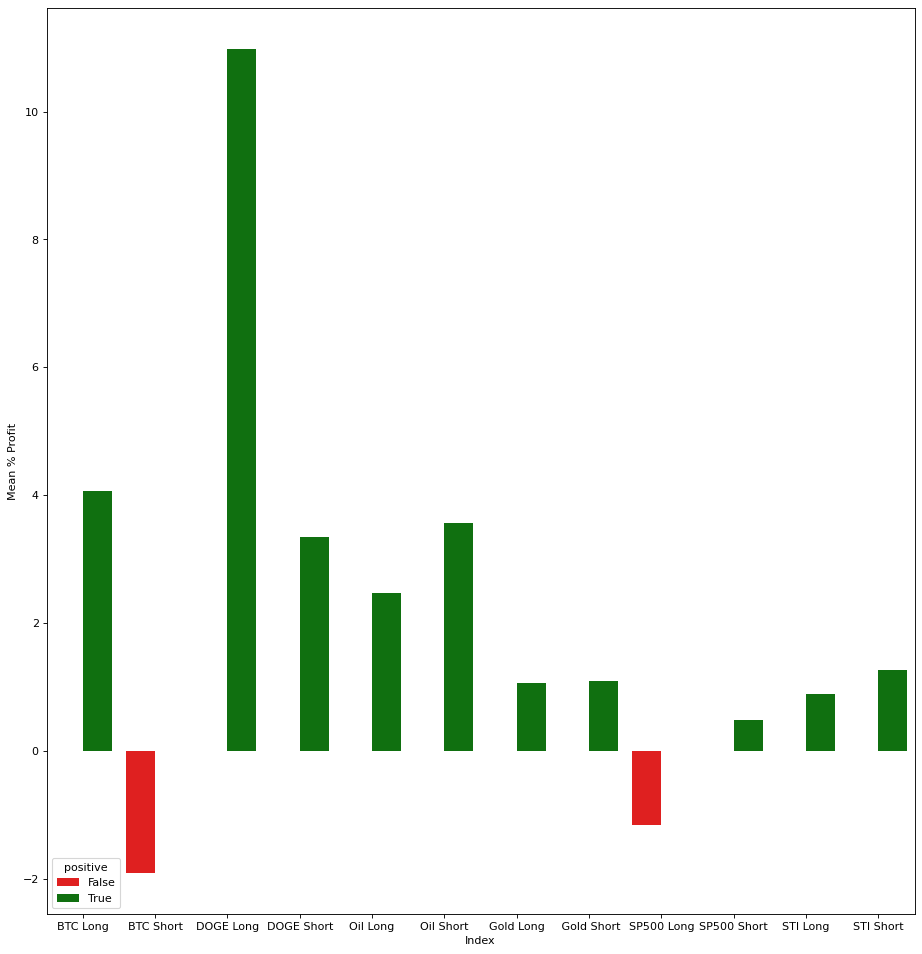 10
8
6
4
2
0
−2
Mean % Profit
positive
False
True
BTC Long BTC Short DOGE Long DOGE Short Oil Long Oil Short Gold Long Gold Short SP500 Long SP500 Short STI Long STI Short
Index